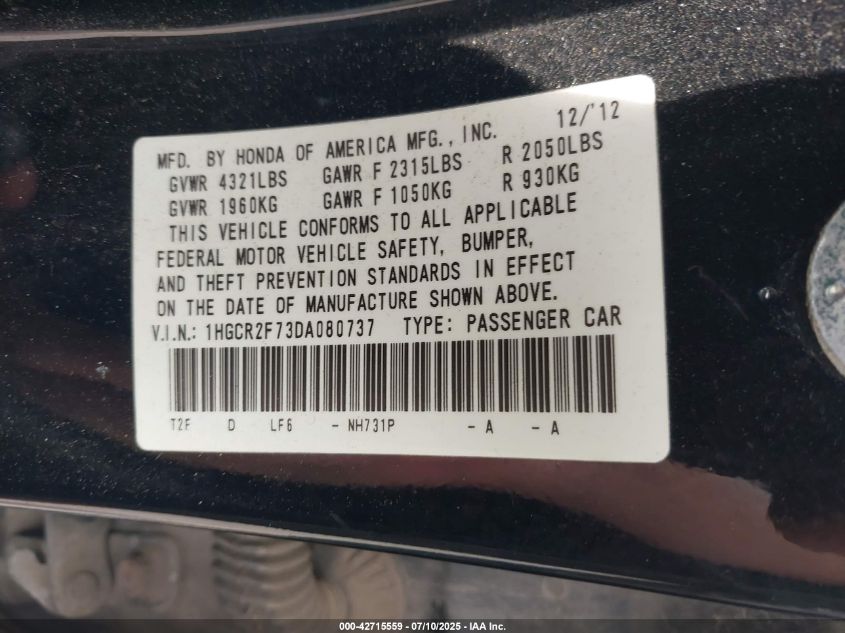 12/'12
MFD. BY HONDA OF AMERICA MFG., INC.
GVWR 4321LBS GAWR F 2315LBS R 2050LBS
GVWR 1960KG GAWR F 1050KG R 930KG
THIS VEHICLE CONFORMS TO ALL APPLICABLE
FEDERAL MOTOR VEHICLE SAFETY, BUMPER,
AND THEFT PREVENTION STANDARDS IN EFFECT
ON THE DATE OF MANUFACTURE SHOWN ABOVE.
V.I.N.: 1HGCR2F73DA080737 TYPE: PASSENGER CAR
T2F D LF6 - NH731P - A - A
000-42715559 - 07/10/2025 - IAA Inc.